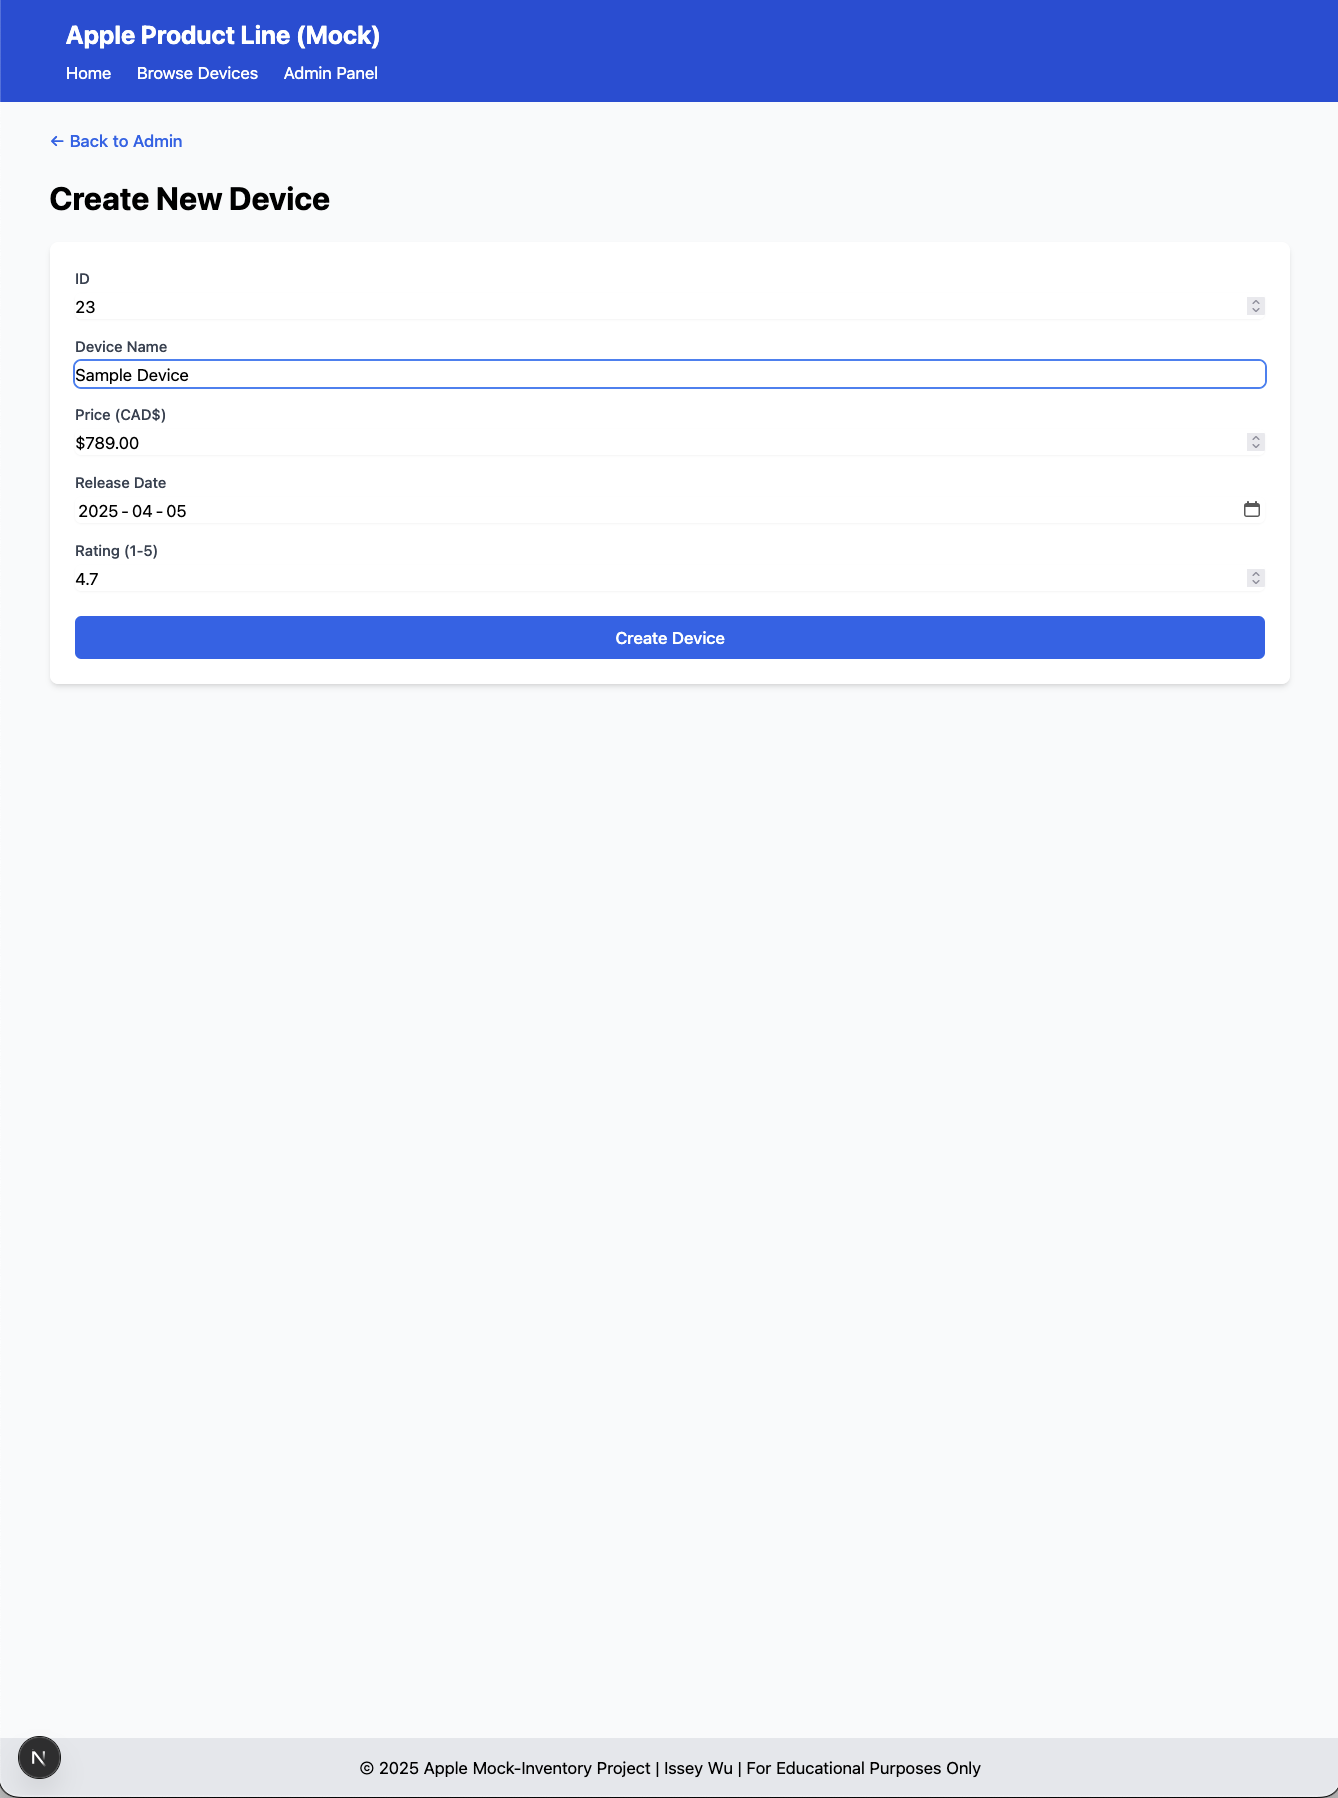 Apple Product Line (Mock)
Home Browse Devices Admin Panel
← Back to Admin
Create New Device
ID
23
Device Name
Sample Device
Price (CAD$)
$789.00
Release Date
2025-04-05
Rating (1-5)
4.7
Create Device
N
© 2025 Apple Mock-Inventory Project | Issey Wu | For Educational Purposes Only